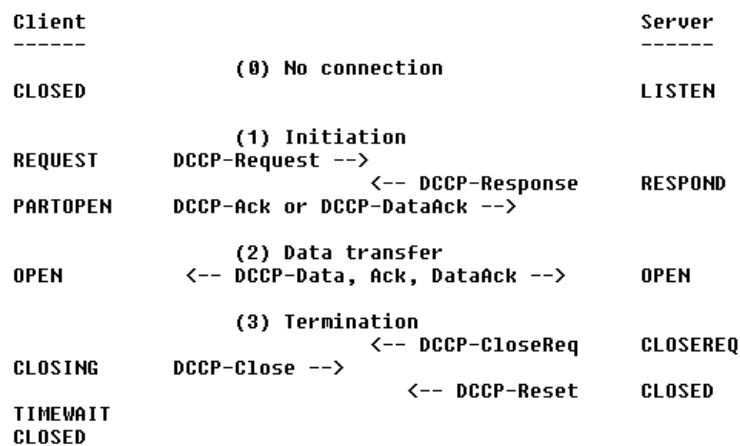 Client Server
------ ------
(0) No connection
CLOSED LISTEN
(1) Initiation
REQUEST DCCP-Request -->
<-- DCCP-Response RESPOND
PARTOPEN DCCP-Ack or DCCP-DataAck -->
(2) Data transfer
OPEN <-- DCCP-Data, Ack, DataAck --> OPEN
(3) Termination
<-- DCCP-CloseReq CLOSEREQ
CLOSING DCCP-Close -->
<-- DCCP-Reset CLOSED
TIMEWAIT
CLOSED